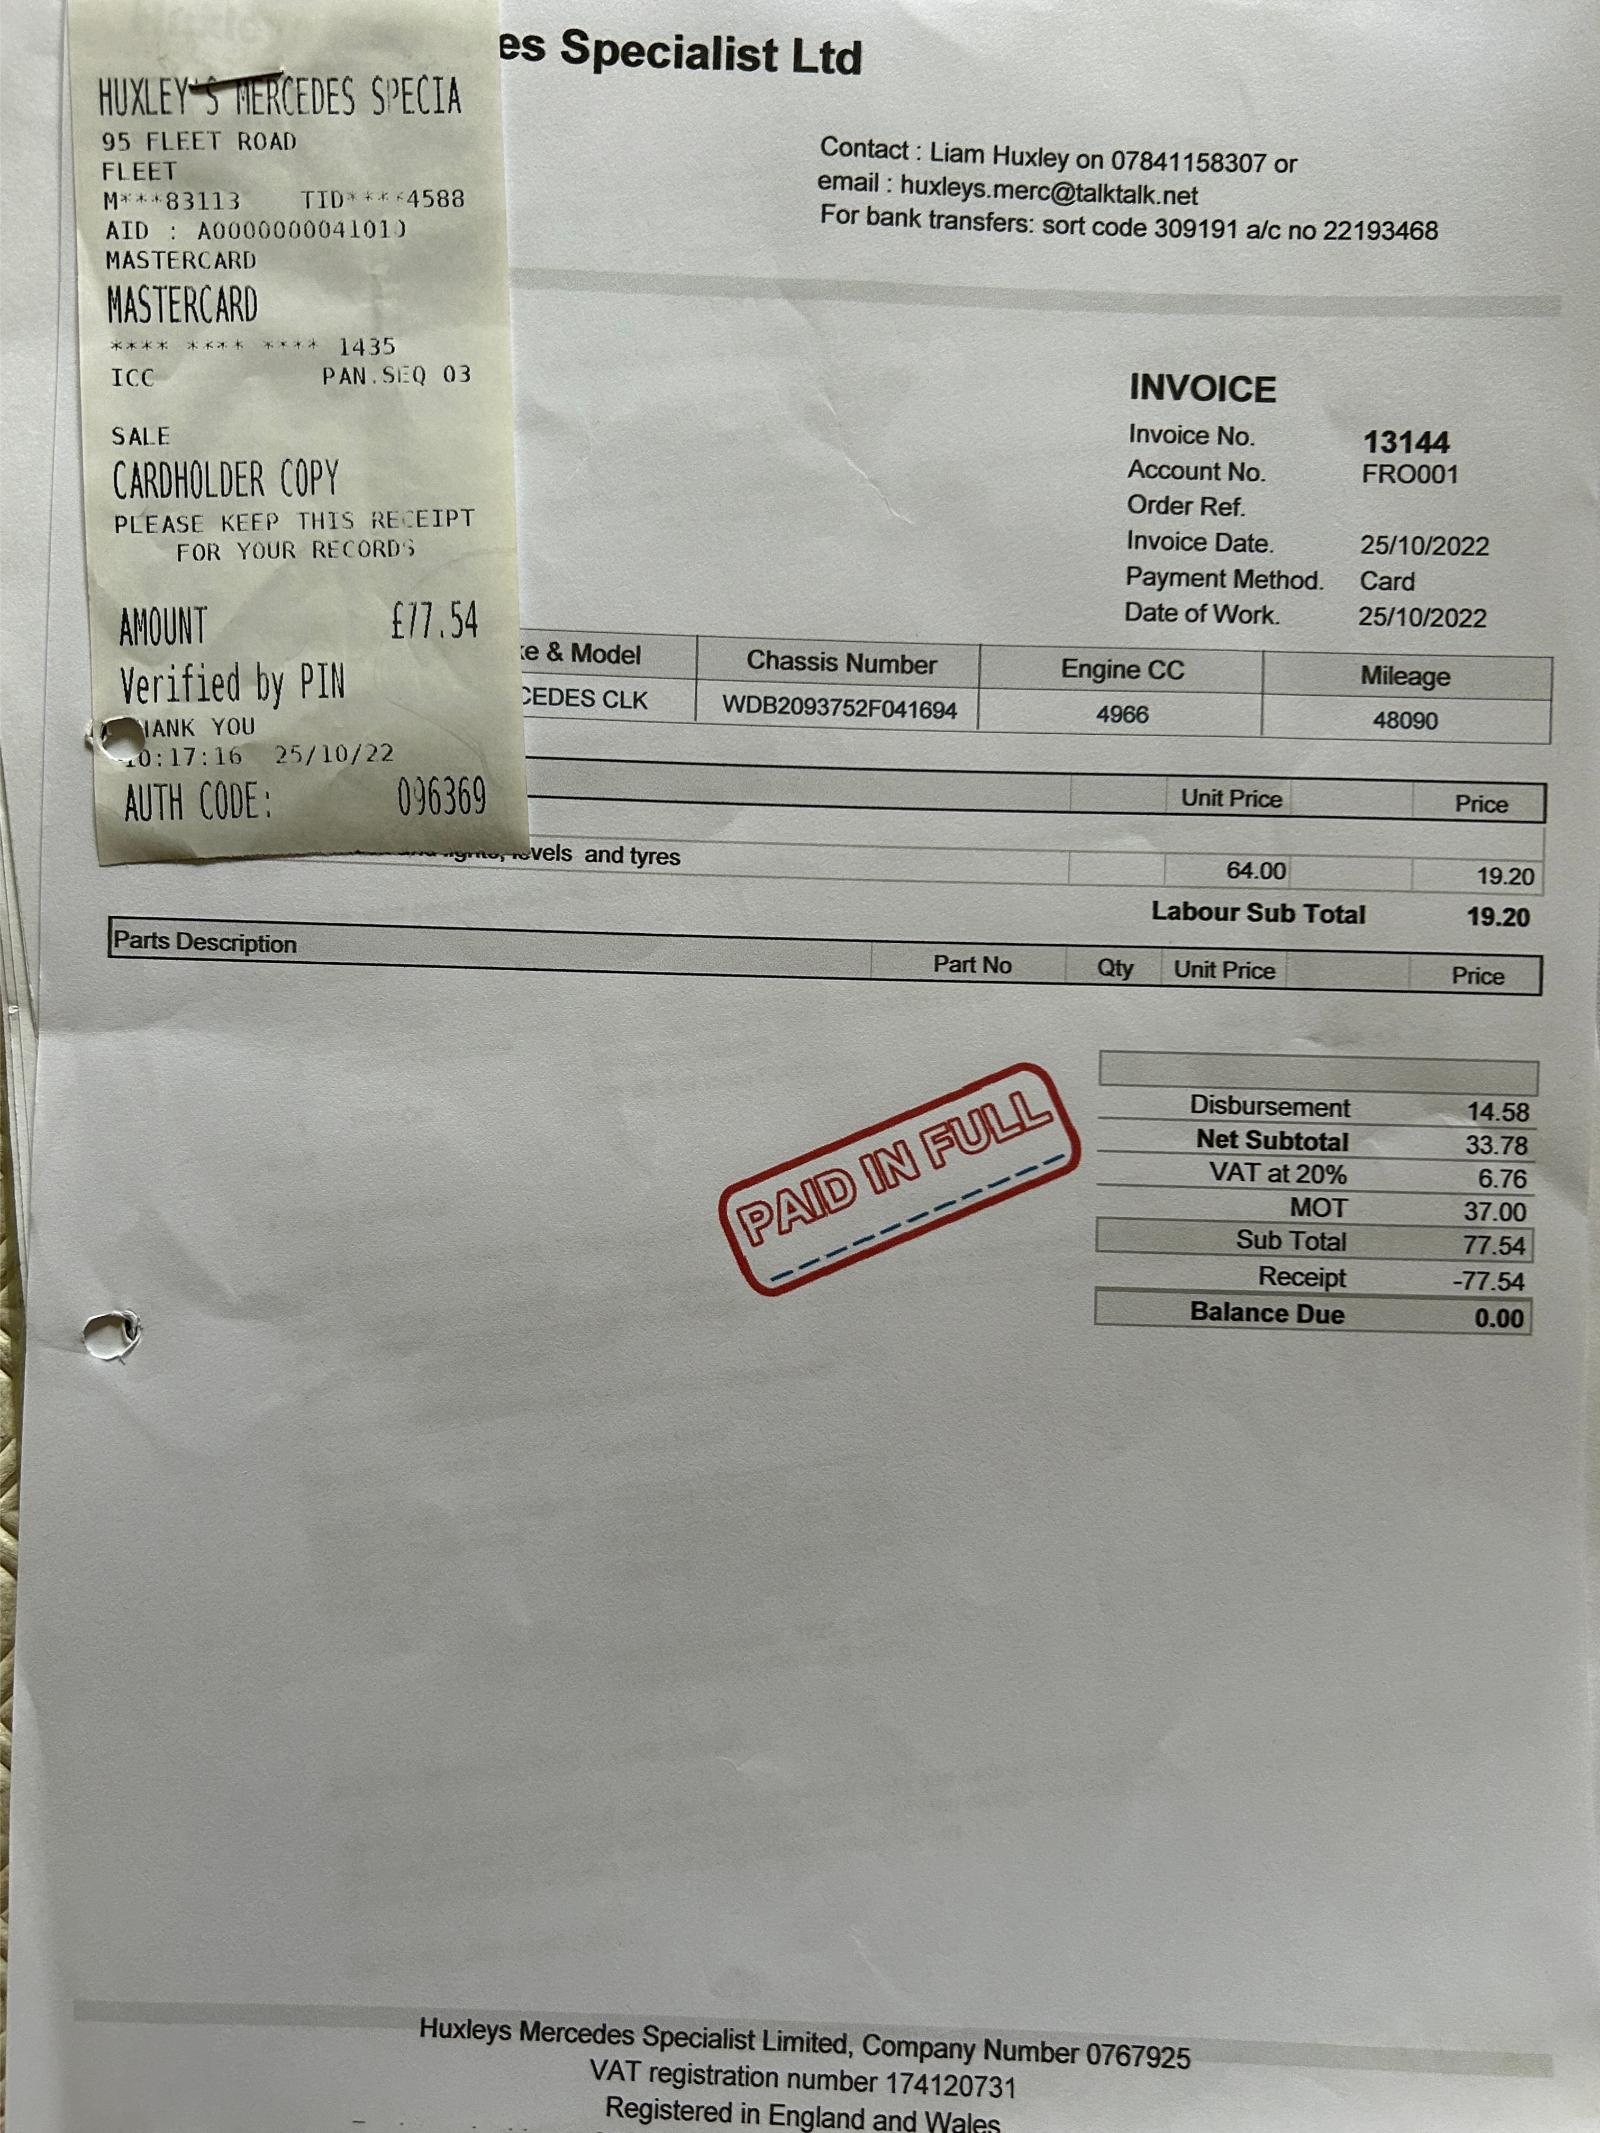 HUXLEY'S MERCEDES SPECIA
95 FLEET ROAD
FLEET
M***83113 TID****4588
AID : A0000000041010
MASTERCARD
MASTERCARD
**** **** **** 1435
ICC PAN.SEQ 03
SALE
CARDHOLDER COPY
PLEASE KEEP THIS RECEIPT
FOR YOUR RECORDS
AMOUNT £77.54
Verified by PIN
HANK YOU
10:17:16 25/10/22
AUTH CODE: 096369
es Specialist Ltd
Contact : Liam Huxley on 07841158307 or
email : huxleys.merc@talktalk.net
For bank transfers: sort code 309191 a/c no 22193468
INVOICE
Invoice No. 13144
Account No. FRO001
Order Ref.
Invoice Date. 25/10/2022
Payment Method. Card
Date of Work. 25/10/2022
ke & Model Chassis Number Engine CC Mileage
CEDES CLK WDB2093752F041694 4966 48090
Unit Price Price
levels and tyres 64.00 19.20
Labour Sub Total 19.20
Parts Description Part No Qty Unit Price Price
PAID IN FULL
Disbursement 14.58
Net Subtotal 33.78
VAT at 20% 6.76
MOT 37.00
Sub Total 77.54
Receipt -77.54
Balance Due 0.00
Huxleys Mercedes Specialist Limited, Company Number 0767925
VAT registration number 174120731
Registered in England and Wales